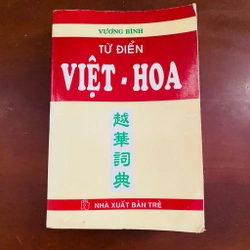 VƯƠNG BÌNH
TỪ ĐIỂN
VIỆT - HOA
越華詞典
NHÀ XUẤT BẢN TRẺ